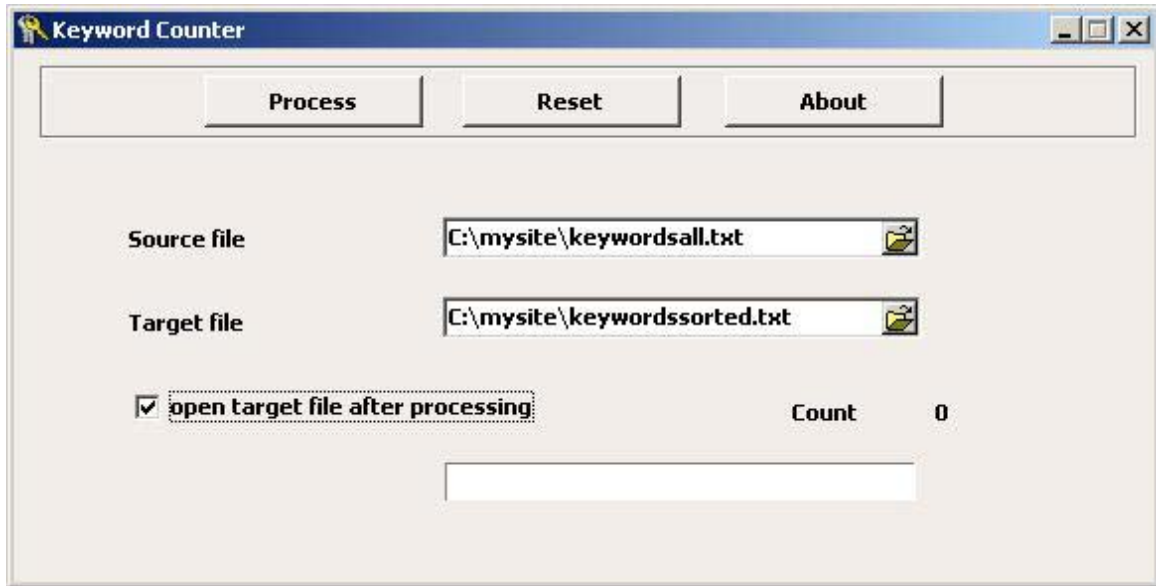 Keyword Counter
Process Reset About
Source file C:\mysite\keywordsall.txt
Target file C:\mysite\keywordssorted.txt
open target file after processing Count 0